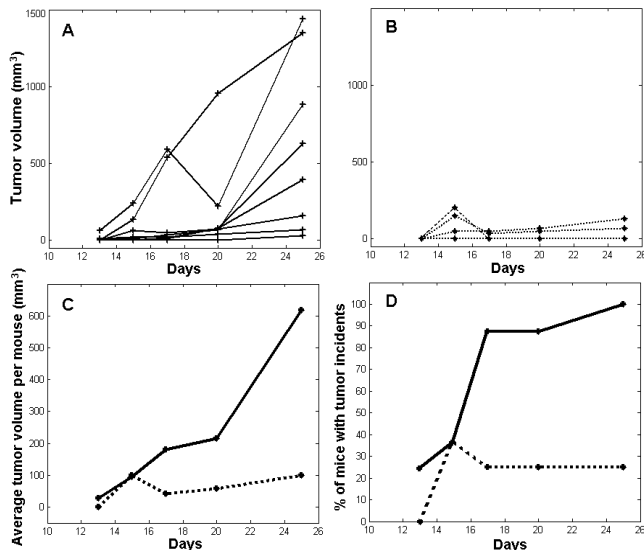 A
Tumor volume (mm³)
1500
1000
500
0
10 12 14 16 18 20 22 24 26
Days
B
1000
500
0
10 12 14 16 18 20 22 24 26
Days
C
Average tumor volume per mouse (mm³)
600
500
400
300
200
100
0
10 12 14 16 18 20 22 24 26
Days
D
% of mice with tumor incidents
100
90
80
70
60
50
40
30
20
10
0
10 12 14 16 18 20 22 24 26
Days